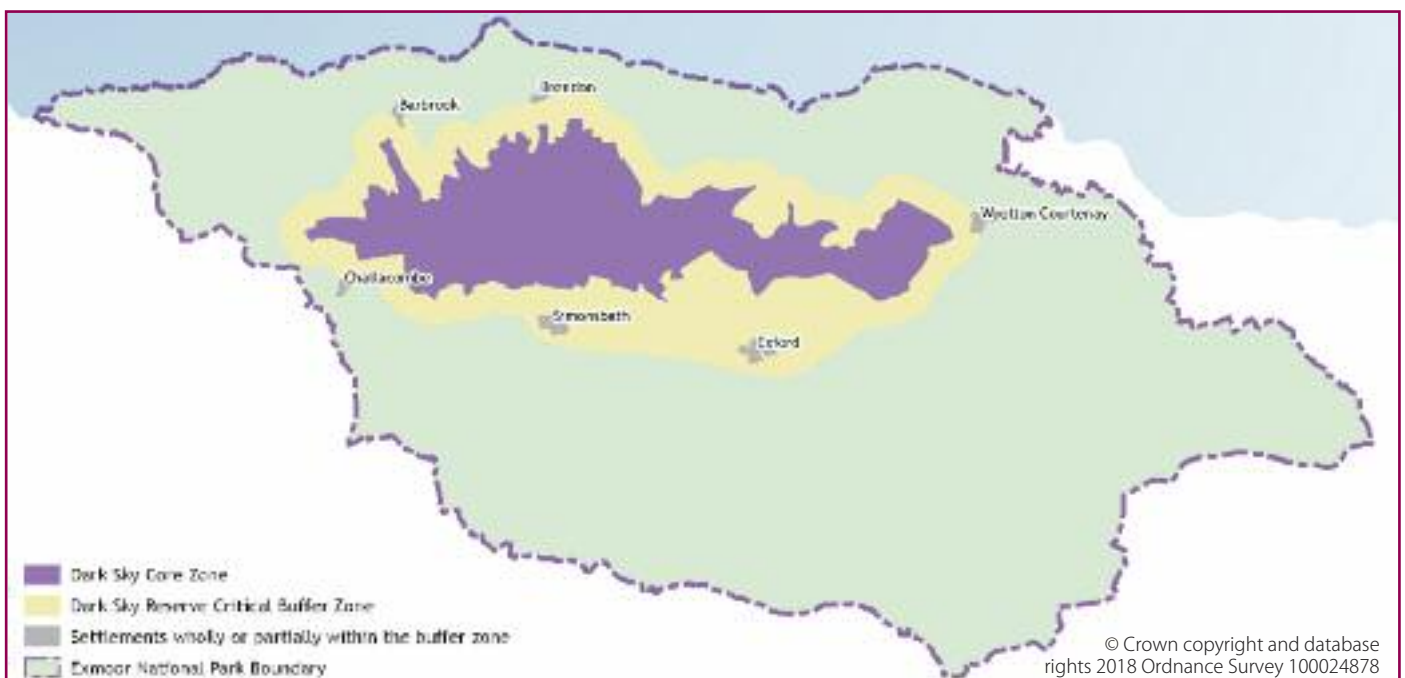 Brendon
Barbrook
Wootton Courtenay
Challacombe
Simonsbath
Exford
Dark Sky Core Zone
Dark Sky Reserve Critical Buffer Zone
Settlements wholly or partially within the buffer zone
Exmoor National Park Boundary
© Crown copyright and database
rights 2018 Ordnance Survey 100024878